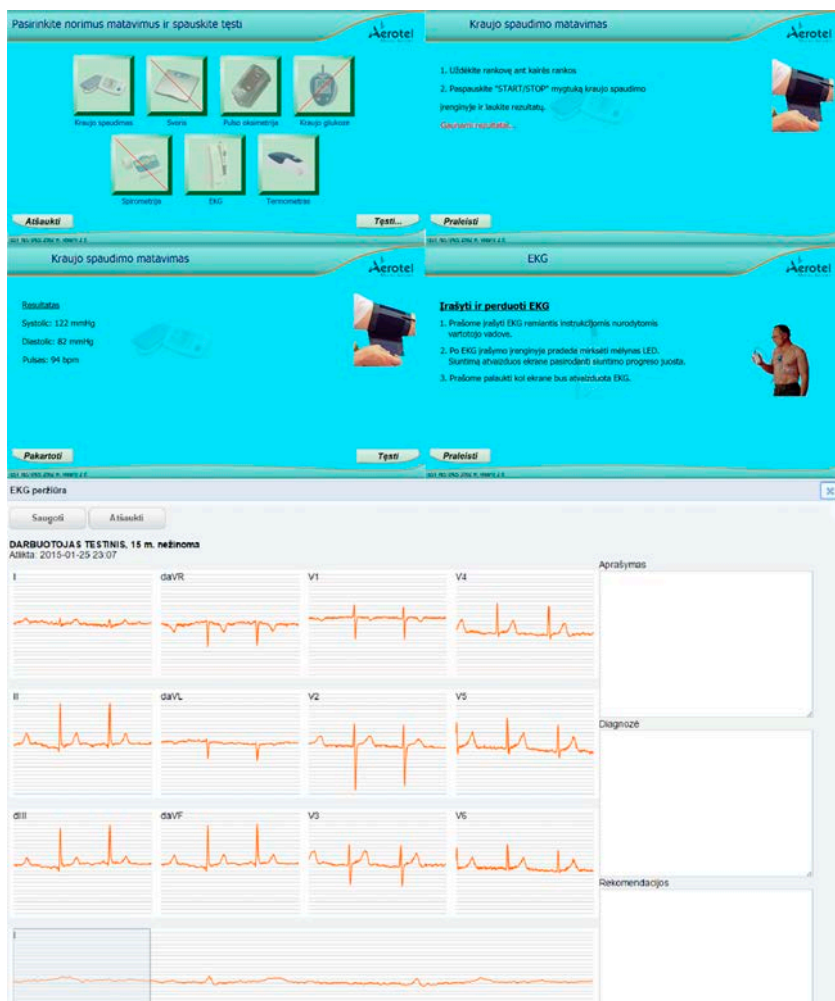 Pasirinkite norimus matavimus ir spauskite tęsti
Aerotel
Kraujo spaudimas
Svoris
Pulso oksimetrija
Kraujo gliukozė
Spirometrija
EKG
Termometras
Atšaukti
Tęsti...
Kraujo spaudimo matavimas
Aerotel
1. Uždėkite rankovę ant kairės rankos
2. Paspauskite "START/STOP" mygtuką kraujo spaudimo
įrenginyje ir laukite rezultatų.
Gaunami rezultatai...
Praleisti
Kraujo spaudimo matavimas
Aerotel
Rezultatas
Systolic: 122 mmHg
Diastolic: 82 mmHg
Pulsas: 94 bpm
Pakartoti
Tęsti
EKG
Aerotel
Įrašyti ir perduoti EKG
1. Prašome įrašyti EKG remiantis instrukcijomis nurodytomis
vartotojo vadove.
2. Po EKG įrašymo įrenginyje pradeda mirksėti mėlynas LED.
Siuntimą atvaizduos ekrane pasirodanti siuntimo progreso juosta.
3. Prašome palaukti kol ekrane bus atvaizduota EKG.
Praleisti
EKG peržiūra
Saugoti
Atšaukti
DARBUOTOJAS TESTINIS, 15 m. nežinoma
Atlikta: 2015-01-25 23:07
I
daVR
V1
V4
Aprašymas
II
daVL
V2
V5
Diagnozė
dIII
daVF
V3
V6
Rekomendacijos
I